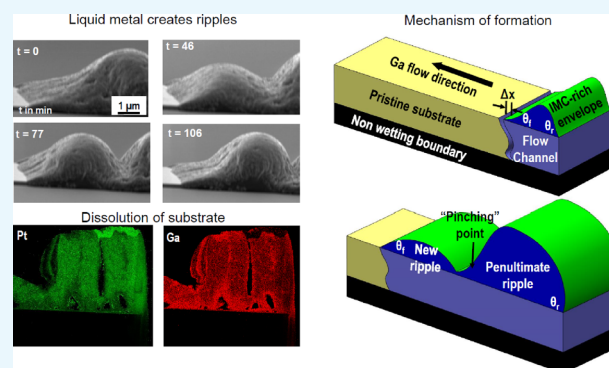 Liquid metal creates ripples
t = 0
t in min
1 µm
t = 46
t = 77
t = 106
Dissolution of substrate
Pt
Ga
Mechanism of formation
Ga flow direction
Δx
Pristine substrate
Non wetting boundary
θf
θr
IMC-rich
envelope
Flow
Channel
“Pinching”
point
θf
New
ripple
Penultimate
ripple
θr